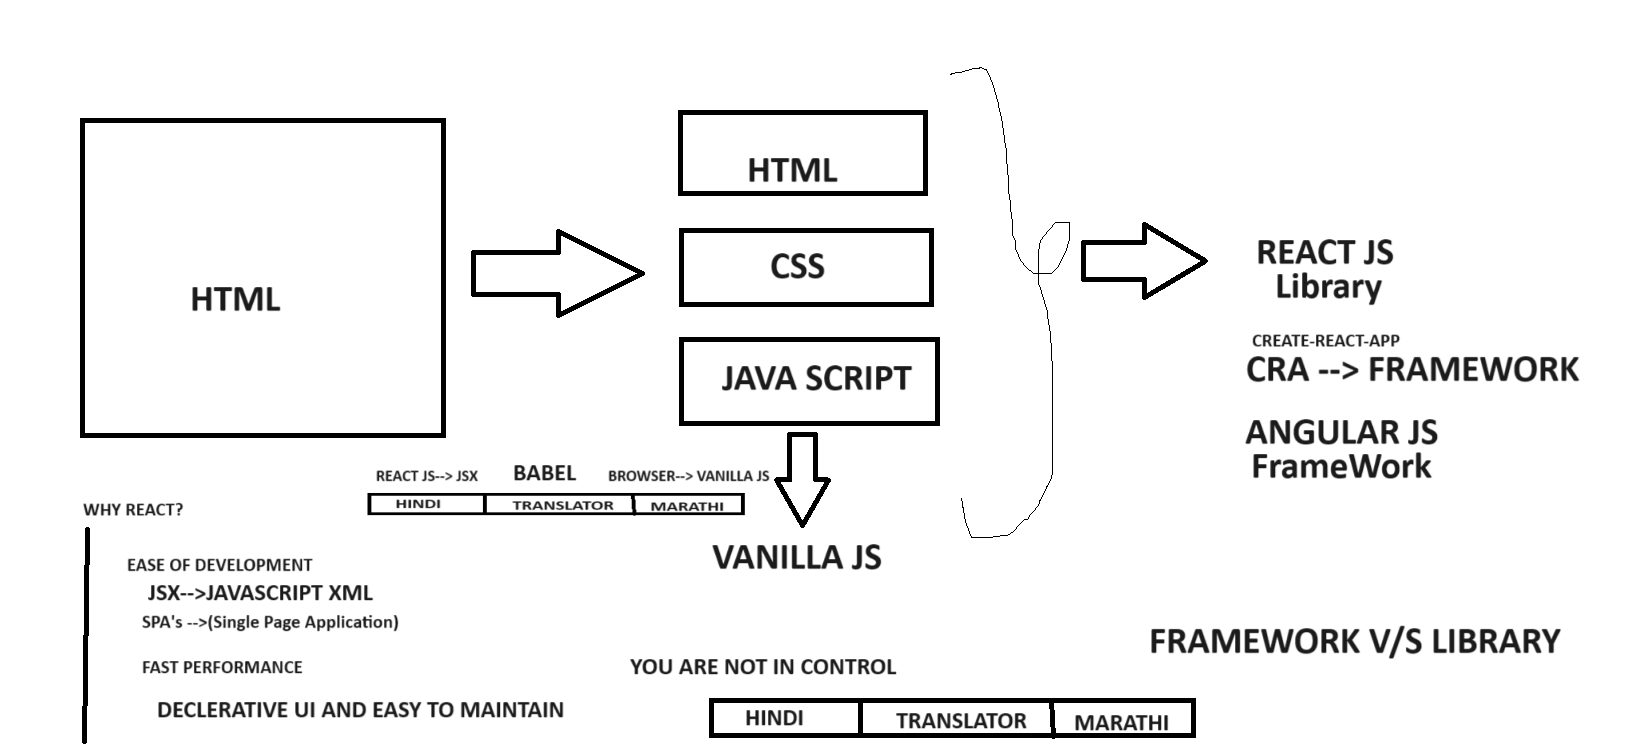 HTML
HTML
CSS
JAVA SCRIPT
REACT JS
Library
CREATE-REACT-APP
CRA --> FRAMEWORK
ANGULAR JS
FrameWork
REACT JS--> JSX
BABEL
BROWSER--> VANILLA JS
HINDI
TRANSLATOR
MARATHI
VANILLA JS
WHY REACT?
EASE OF DEVELOPMENT
JSX-->JAVASCRIPT XML
SPA's -->(Single Page Application)
FAST PERFORMANCE
DECLERATIVE UI AND EASY TO MAINTAIN
FRAMEWORK V/S LIBRARY
YOU ARE NOT IN CONTROL
HINDI
TRANSLATOR
MARATHI